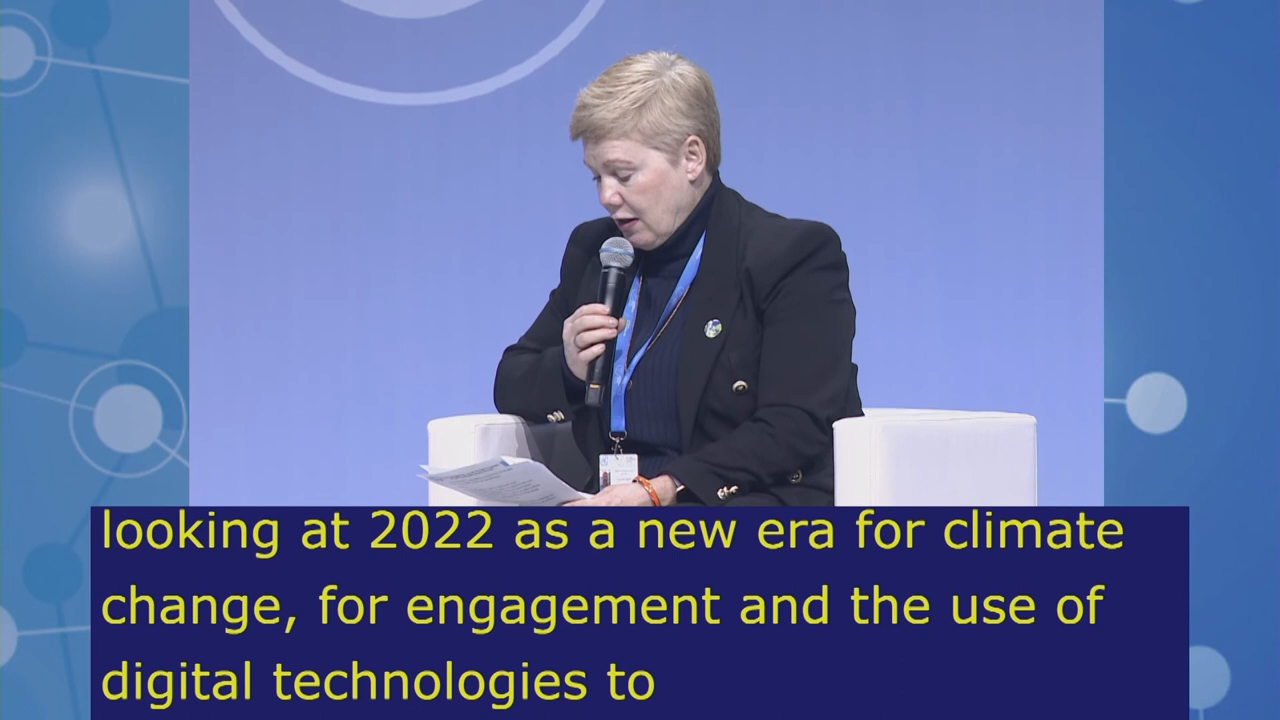 looking at 2022 as a new era for climate
change, for engagement and the use of
digital technologies to